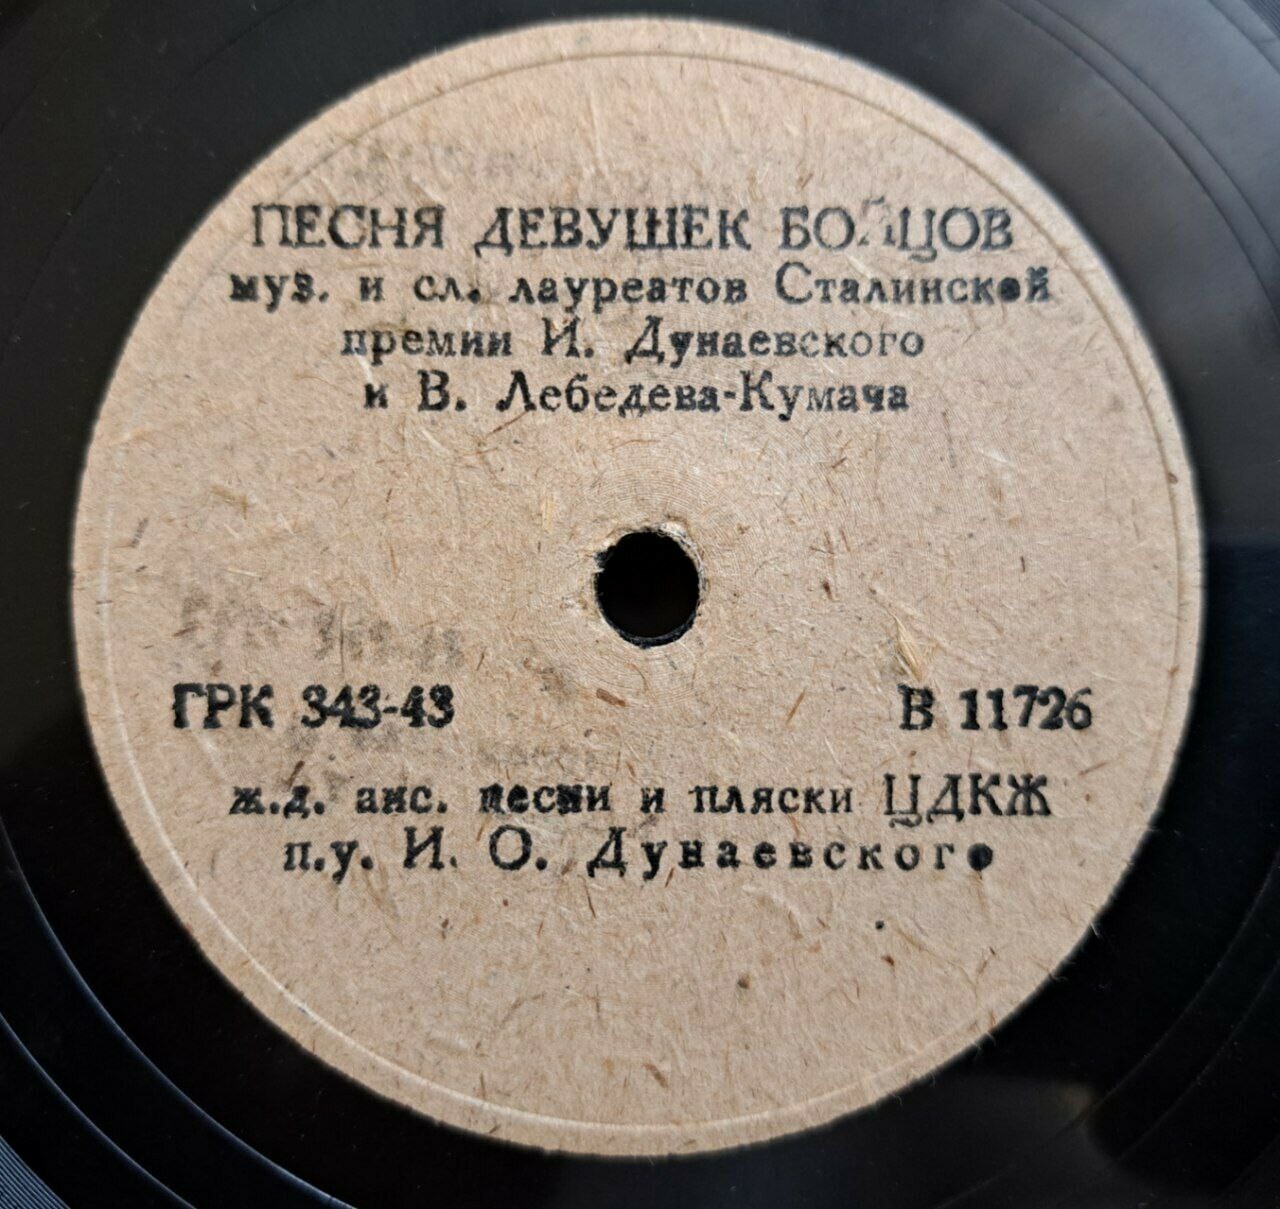 ПЕСНЯ ДЕВУШЕК БОЙЦОВ
муз. и сл. лауреатов Сталинской
премии И. Дунаевского
и В. Лебедева-Кумача
ГРК 343-43 В 11726
ж.д. анс. песни и пляски ЦДКЖ
п.у. И. О. Дунаевского